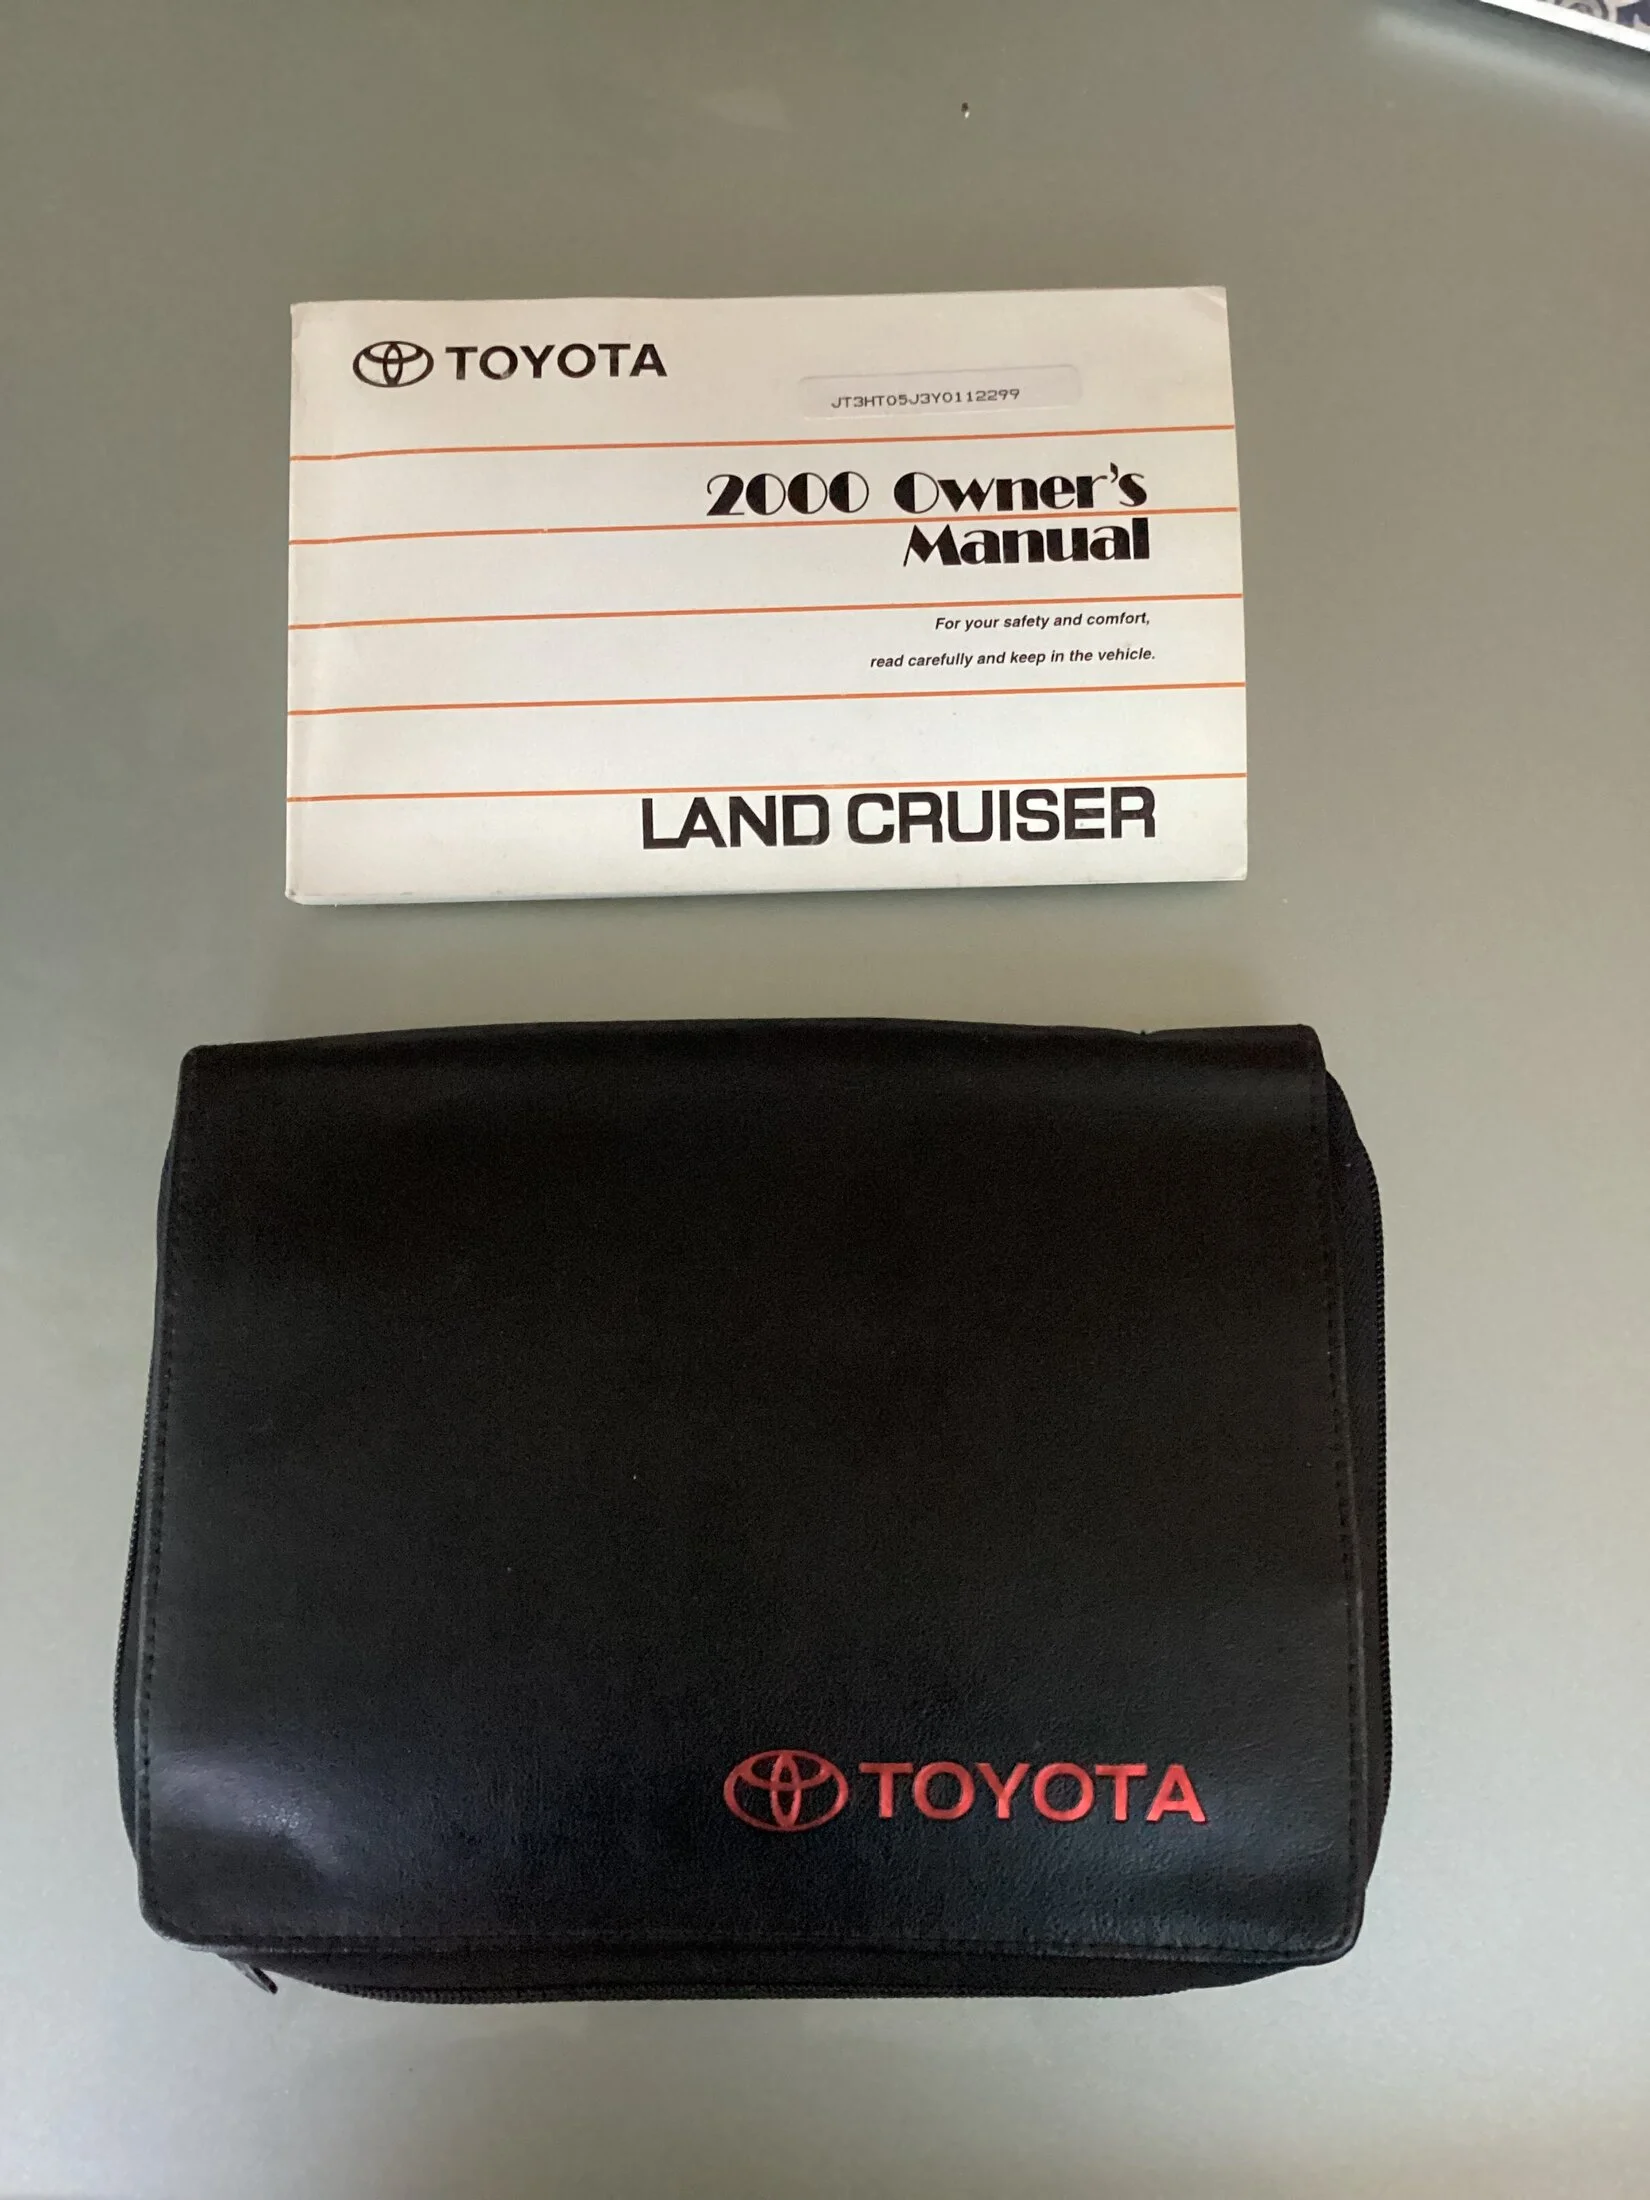 TOYOTA
JT3HT05J3Y0112299
2000 Owner's
Manual
For your safety and comfort,
read carefully and keep in the vehicle.
LAND CRUISER
TOYOTA